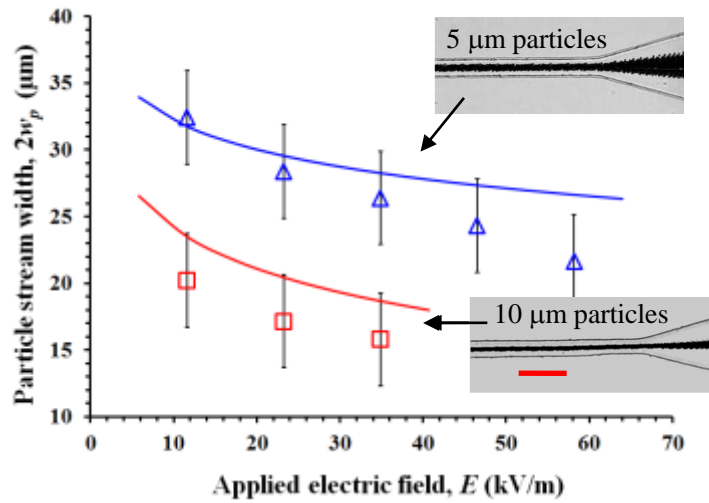 40
35
30
25
20
15
10
0 10 20 30 40 50 60 70
Particle stream width, 2w_p (µm)
Applied electric field, E (kV/m)
5 µm particles
10 µm particles